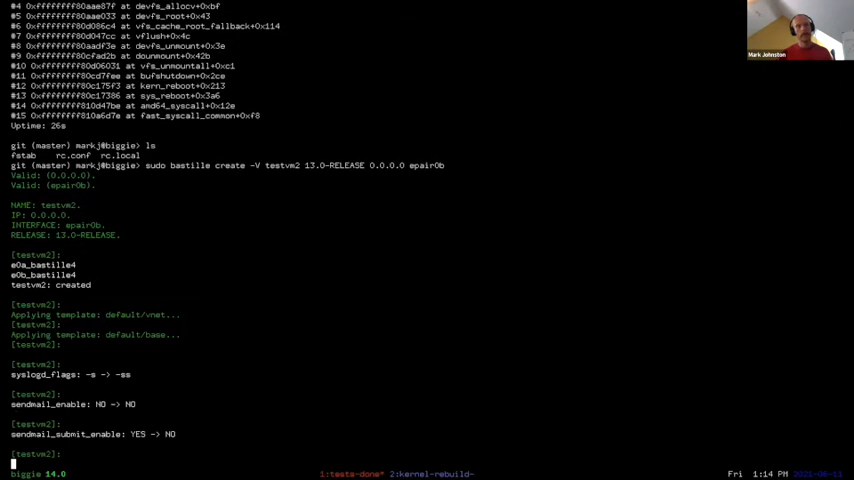 #4 0xffffffff80aae87f at devfs_allocv+0xbf
#5 0xffffffff80aae033 at devfs_root+0x43
#6 0xffffffff80d086c4 at vfs_cache_root_fallback+0x114
#7 0xffffffff80d047cc at vflush+0x4c
#8 0xffffffff80aadf3e at devfs_unmount+0x3e
#9 0xffffffff80cfad2b at dounmount+0x42b
#10 0xffffffff80d06031 at vfs_unmountall+0xc1
#11 0xffffffff80cd7fee at bufshutdown+0x2ce
#12 0xffffffff80c175f3 at kern_reboot+0x213
#13 0xffffffff80c17206 at sys_reboot+0x3a6
#14 0xffffffff810d47be at amd64_syscall+0x12e
#15 0xffffffff810a6d7e at fast_syscall_common+0xf8
Uptime: 26s
git (master) markj@biggie> ls
fstab rc.conf rc.local
git (master) markj@biggie> sudo bastille create -V testvm2 13.0-RELEASE 0.0.0.0 epair0b
Valid: (0.0.0.0).
Valid: (epair0b).
NAME: testvm2.
IP: 0.0.0.0.
INTERFACE: epair0b.
RELEASE: 13.0-RELEASE.
[testvm2]:
e0a_bastille4
e0b_bastille4
testvm2: created
[testvm2]:
Applying template: default/vnet...
[testvm2]:
Applying template: default/base...
[testvm2]:
[testvm2]:
syslogd_flags: -s -> -ss
[testvm2]:
sendmail_enable: NO -> NO
[testvm2]:
sendmail_submit_enable: YES -> NO
[testvm2]:
biggie 14.0 1:tests-done* 2:kernel-rebuild- Fri 1:14 PM
Mark Johnston